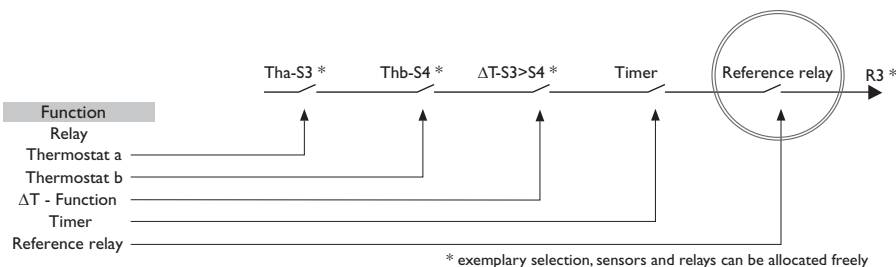 Tha-S3 * Thb-S4 * ΔT-S3>S4 * Timer Reference relay R3 *
Function
Relay
Thermostat a
Thermostat b
ΔT - Function
Timer
Reference relay
* exemplary selection, sensors and relays can be allocated freely